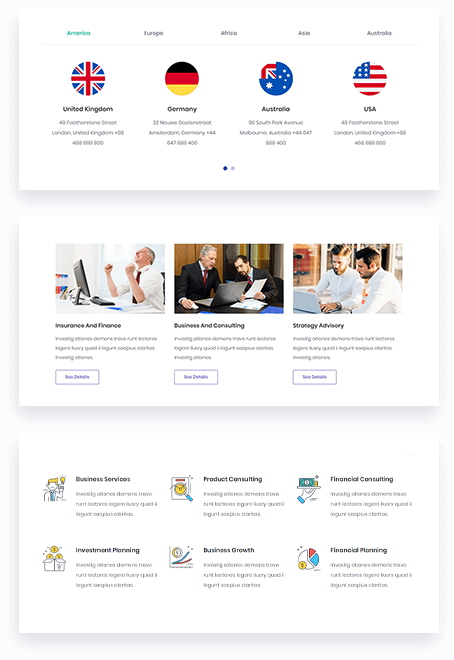 America Europe Africa Asia Australia
United Kingdom Germany Australia USA
49 Featherstone Street 32 Nauwe Doelenstraat 96 South Park Avenue 49 Featherstone Street
London, United Kingdom +88 Amsterdam, Germany +44 Melbourne, Australia +44 647 London, United Kingdom +88
468 888 800 647 888 400 888 400 468 888 800
Insurance And Finance Business And Consulting Strategy Advisory
Investig ationes demons trave runt lectores Investig ationes demons trave runt lectores Investig ationes demons trave runt lectores
legere liusry quod ii legunt saepius claritas legere liusry quod ii legunt saepius claritas legere liusry quod ii legunt saepius claritas
Investig ationes. Investig ationes. Investig ationes.
See Details See Details See Details
Business Services Product Consulting Financial Consulting
Investig ationes demons trave Investig ationes demons trave Investig ationes demons trave
runt lectores legere liusry quod ii runt lectores legere liusry quod ii runt lectores legere liusry quod ii
legunt saepius claritas. legunt saepius claritas. legunt saepius claritas.
Investment Planning Business Growth Financial Planning
Investig ationes demons trave Investig ationes demons trave Investig ationes demons trave
runt lectores legere liusry quod ii runt lectores legere liusry quod ii runt lectores legere liusry quod ii
legunt saepius claritas. legunt saepius claritas. legunt saepius claritas.